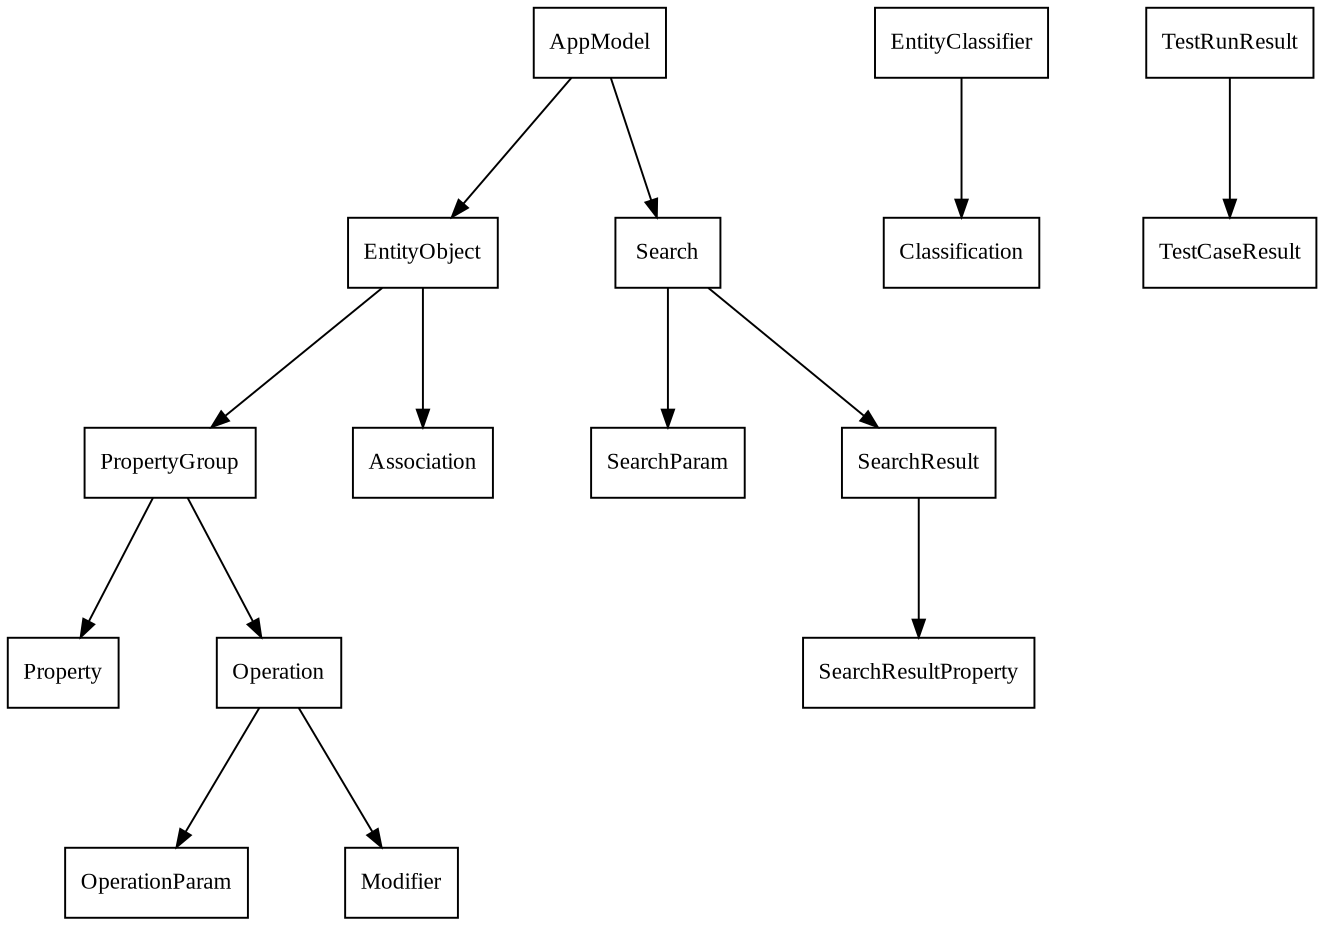 AppModel
EntityClassifier
TestRunResult
EntityObject
Search
Classification
TestCaseResult
PropertyGroup
Association
SearchParam
SearchResult
Property
Operation
SearchResultProperty
OperationParam
Modifier